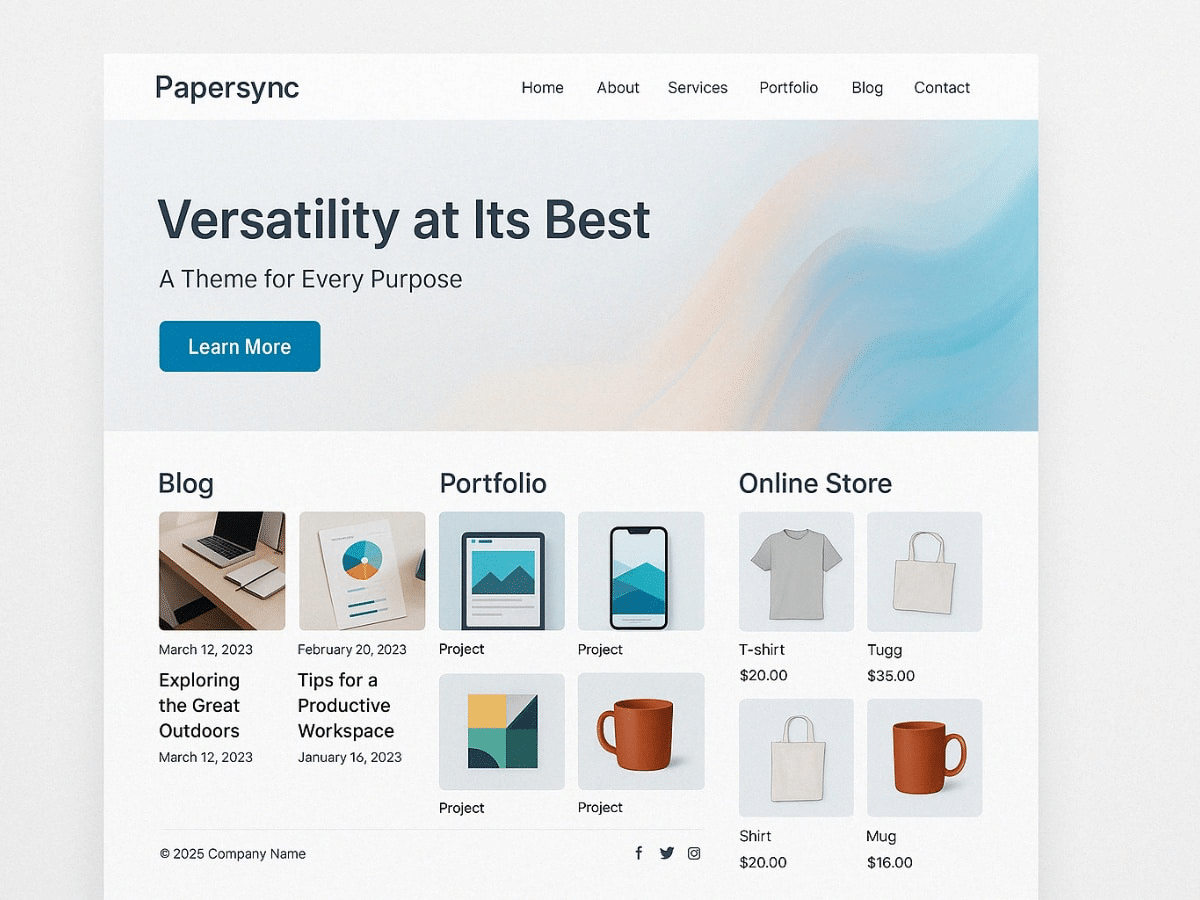 Papersync
Home About Services Portfolio Blog Contact
Versatility at Its Best
A Theme for Every Purpose
Learn More
Blog
March 12, 2023
Exploring
the Great
Outdoors
March 12, 2023
February 20, 2023
Tips for a
Productive
Workspace
January 16, 2023
Portfolio
Project
Project
Project
Project
Online Store
T-shirt
$20.00
Tugg
$35.00
Shirt
$20.00
Mug
$16.00
© 2025 Company Name